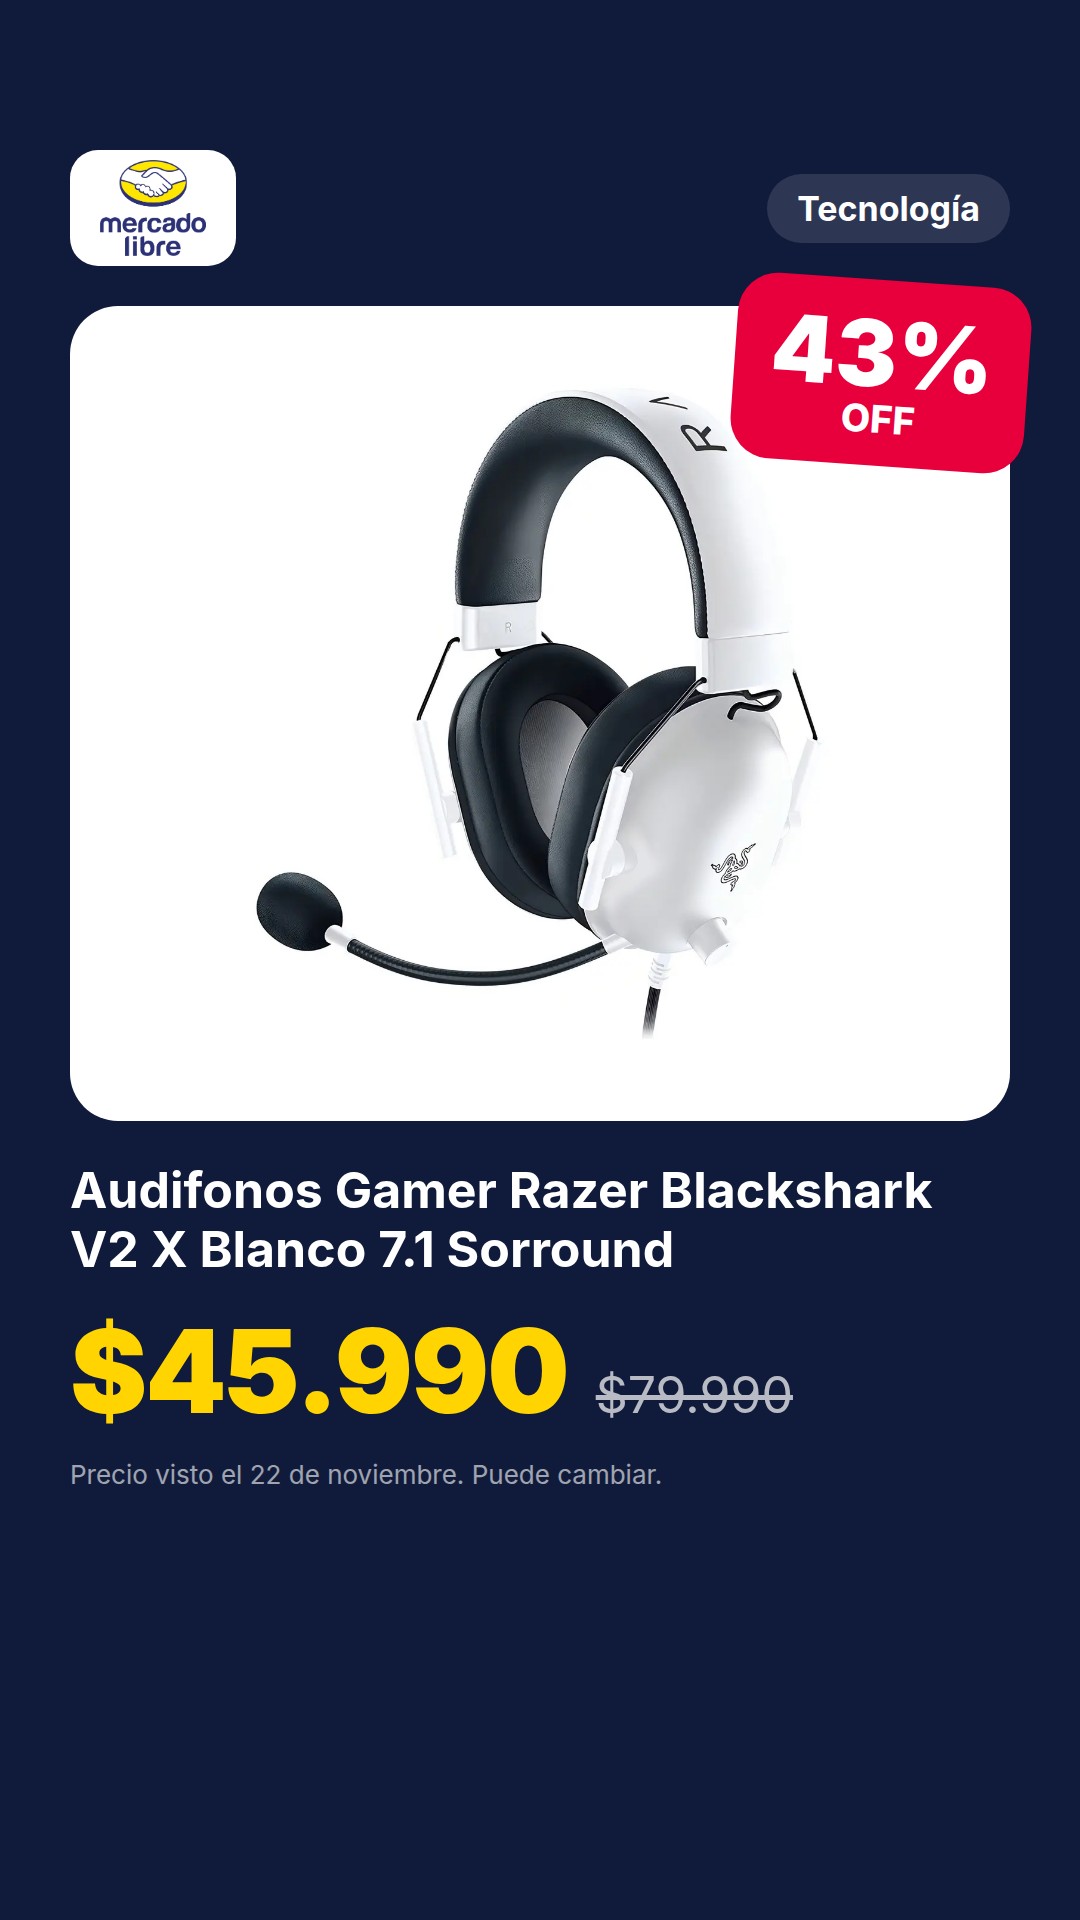 mercado
libre
Tecnología
43%
OFF
R
R
Audifonos Gamer Razer Blackshark
V2 X Blanco 7.1 Sorround
$45.990 $79.990
Precio visto el 22 de noviembre. Puede cambiar.